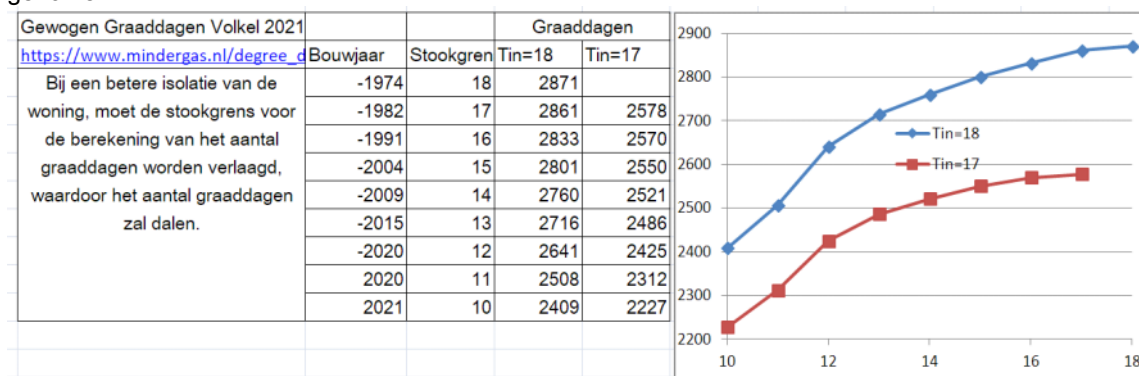 Gewogen Graaddagen Volkel 2021 Graaddagen
https://www.mindergas.nl/degree_d Bouwjaar Stookgren Tin=18 Tin=17
Bij een betere isolatie van de -1974 18 2871
woning, moet de stookgrens voor -1982 17 2861 2578
de berekening van het aantal -1991 16 2833 2570
graaddagen worden verlaagd, -2004 15 2801 2550
waardoor het aantal graaddagen -2009 14 2760 2521
zal dalen. -2015 13 2716 2486
-2020 12 2641 2425
2020 11 2508 2312
2021 10 2409 2227
2900
2800
2700
2600
2500
2400
2300
2200
Tin=18
Tin=17
10 12 14 16 18